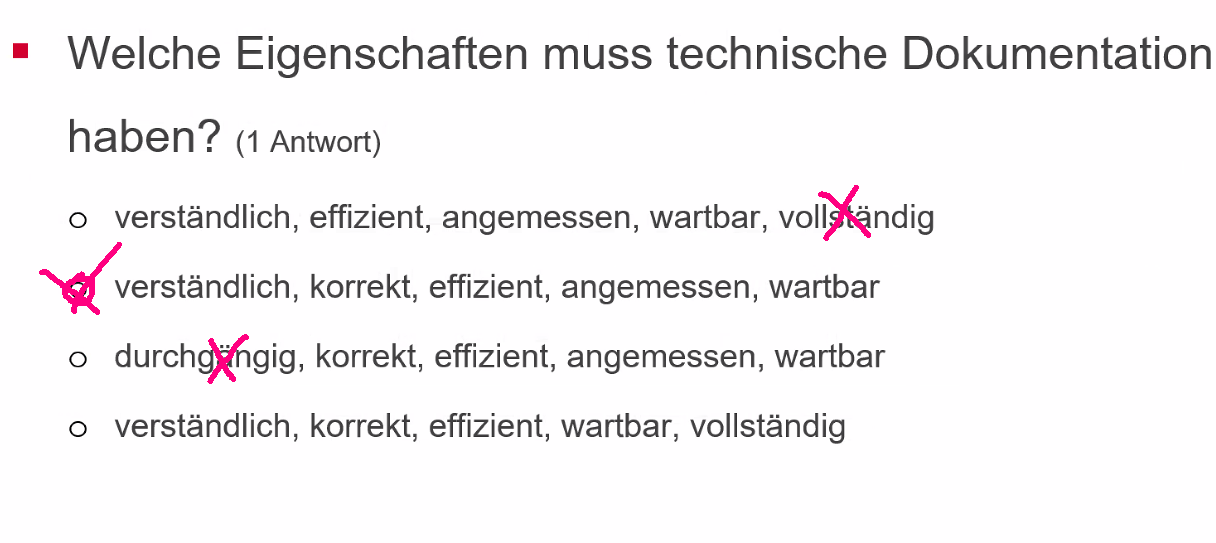 Welche Eigenschaften muss technische Dokumentation
haben? (1 Antwort)
verständlich, effizient, angemessen, wartbar, vollständig
verständlich, korrekt, effizient, angemessen, wartbar
durchgängig, korrekt, effizient, angemessen, wartbar
verständlich, korrekt, effizient, wartbar, vollständig